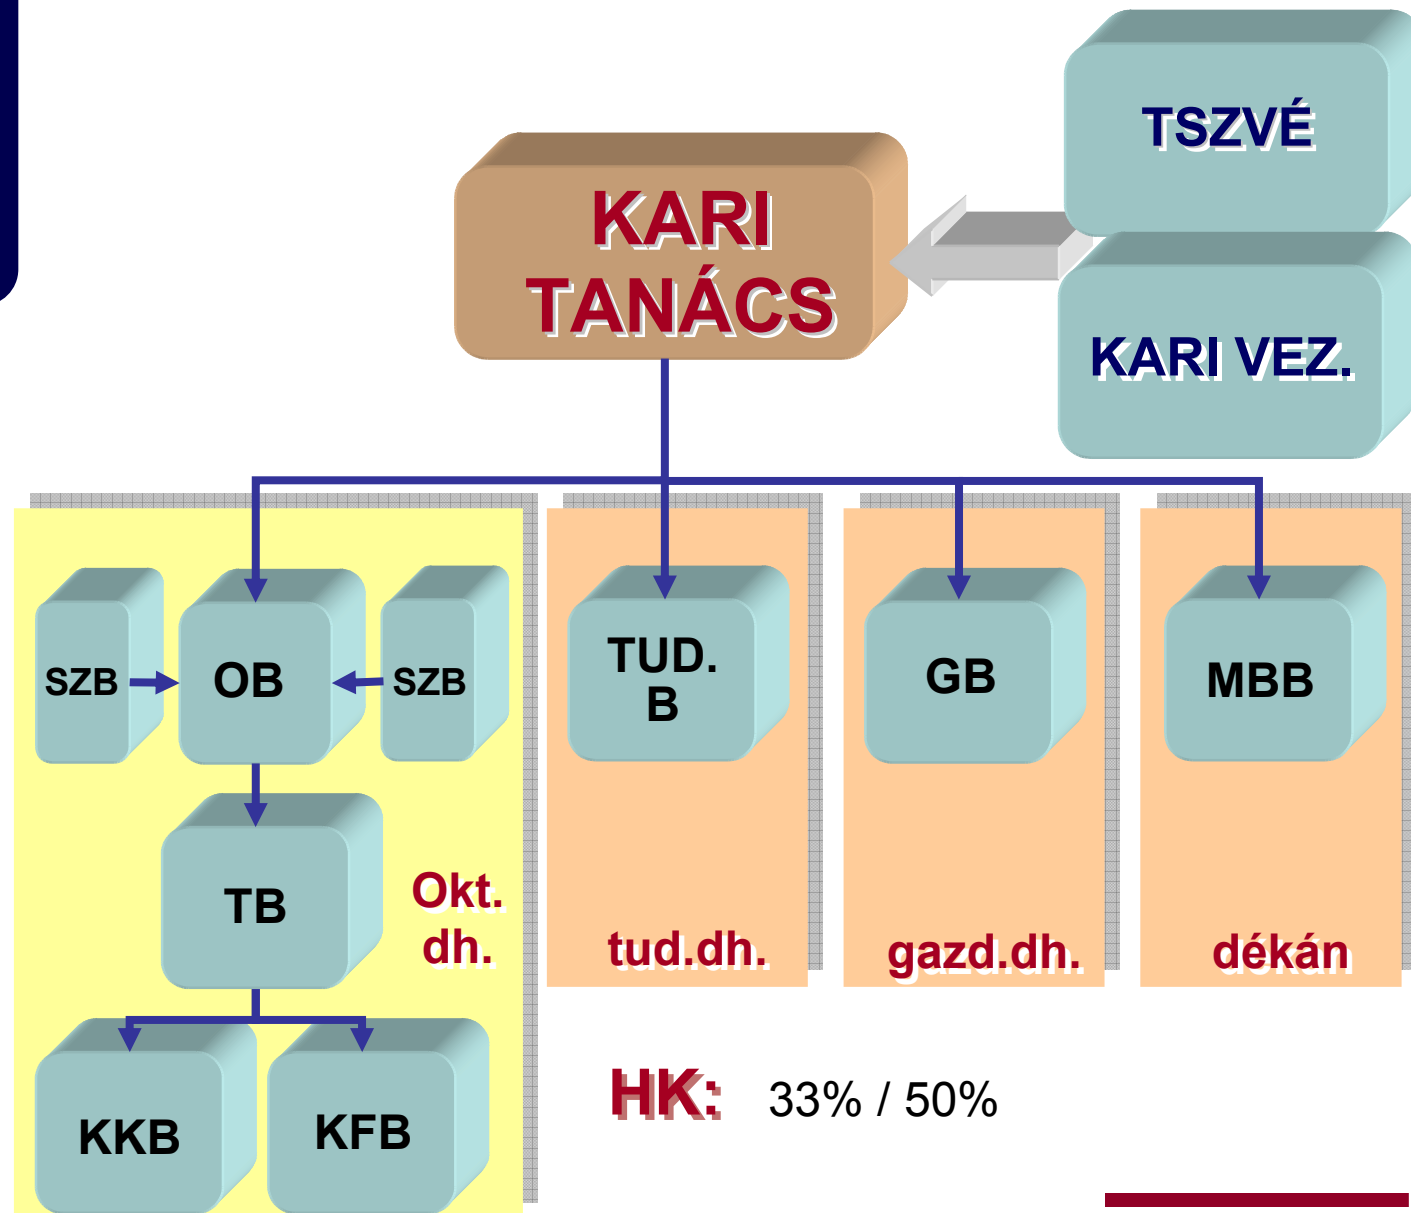 TSZVÉ
KARI
TANÁCS
KARI VEZ.
SZB
OB
SZB
TUD.
B
GB
MBB
TB
Okt.
dh.
tud.dh.
gazd.dh.
dékán
KKB
KFB
HK: 33% / 50%